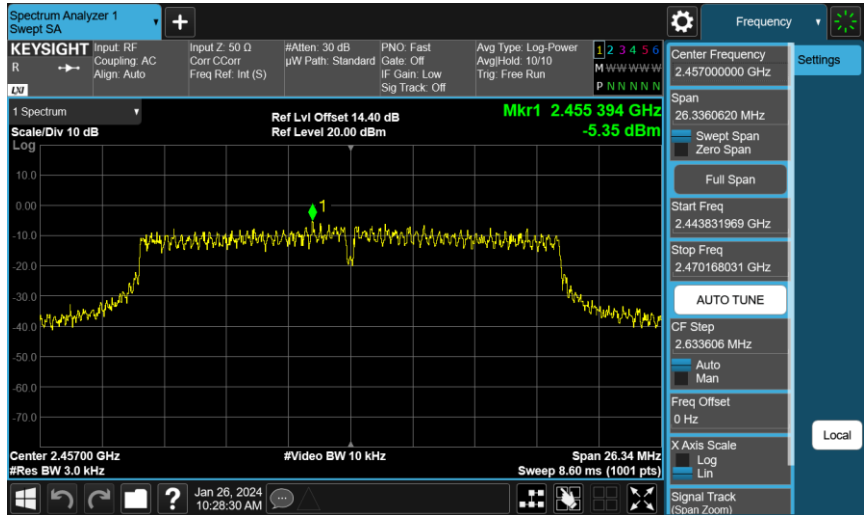 Spectrum Analyzer 1
Swept SA
Frequency
KEYSIGHT
R
LXI
Input: RF
Coupling: AC
Align: Auto
Input Z: 50 Ω
Corr CCorr
Freq Ref: Int (S)
#Atten: 30 dB
µW Path: Standard
PNO: Fast
Gate: Off
IF Gain: Low
Sig Track: Off
Avg Type: Log-Power
Avg|Hold: 10/10
Trig: Free Run
1 2 3 4 5 6
M W W W W W
P N N N N N
1 Spectrum
Scale/Div 10 dB
Log
Ref Lvl Offset 14.40 dB
Ref Level 20.00 dBm
Mkr1 2.455 394 GHz
-5.35 dBm
10.0
0.00
-10.0
-20.0
-30.0
-40.0
-50.0
-60.0
-70.0
1
Center 2.45700 GHz
#Res BW 3.0 kHz
#Video BW 10 kHz
Span 26.34 MHz
Sweep 8.60 ms (1001 pts)
Jan 26, 2024
10:28:30 AM
Center Frequency
2.457000000 GHz
Span
26.3360620 MHz
Swept Span
Zero Span
Full Span
Start Freq
2.443831969 GHz
Stop Freq
2.470168031 GHz
AUTO TUNE
CF Step
2.633606 MHz
Auto
Man
Freq Offset
0 Hz
X Axis Scale
Log
Lin
Signal Track
(Span Zoom)
Settings
Local